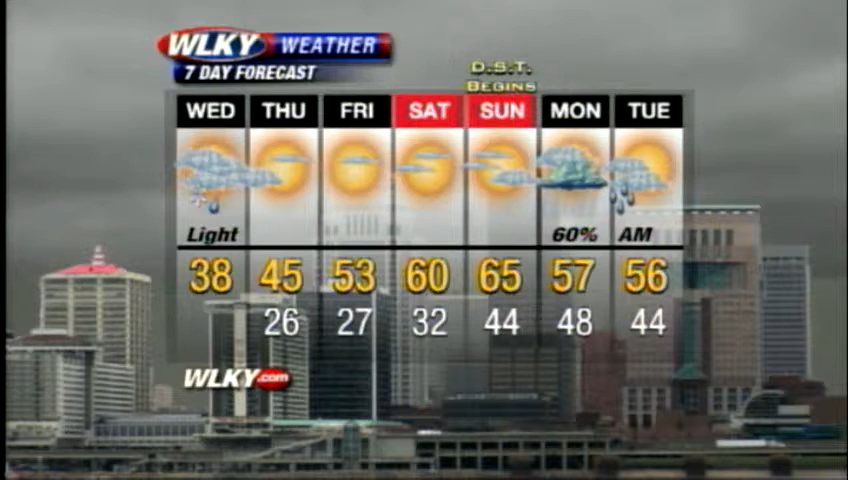 WLKY WEATHER
7 DAY FORECAST
D.S.T.
BEGINS
WED THU FRI SAT SUN MON TUE
Light 60% AM
38 45 53 60 65 57 56
26 27 32 44 48 44
WLKY.com